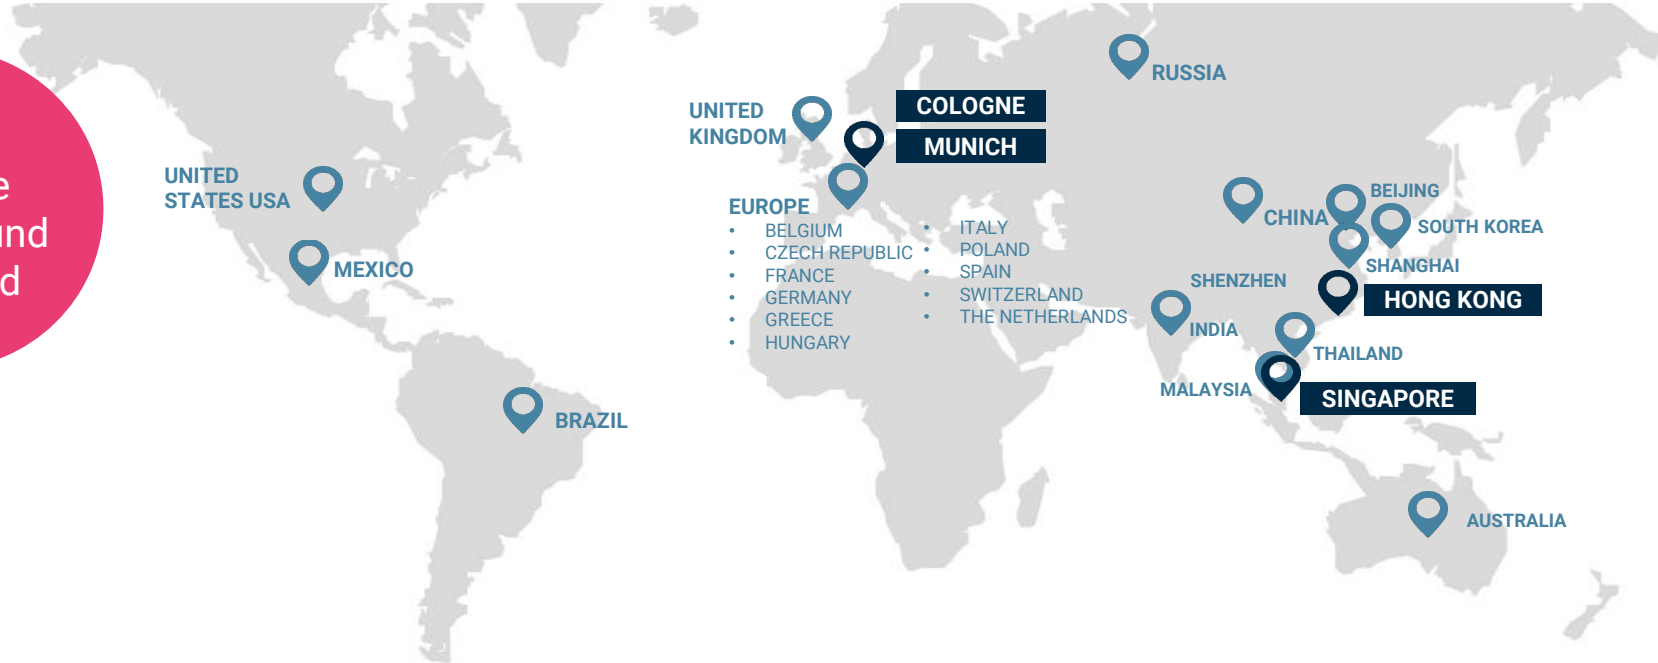 e
und
d
UNITED
STATES USA
MEXICO
BRAZIL
UNITED
KINGDOM
COLOGNE
MUNICH
RUSSIA
EUROPE
• BELGIUM
• CZECH REPUBLIC
• FRANCE
• GERMANY
• GREECE
• HUNGARY
• ITALY
• POLAND
• SPAIN
• SWITZERLAND
• THE NETHERLANDS
CHINA
BEIJING
SOUTH KOREA
SHANGHAI
SHENZHEN
HONG KONG
INDIA
THAILAND
MALAYSIA
SINGAPORE
AUSTRALIA